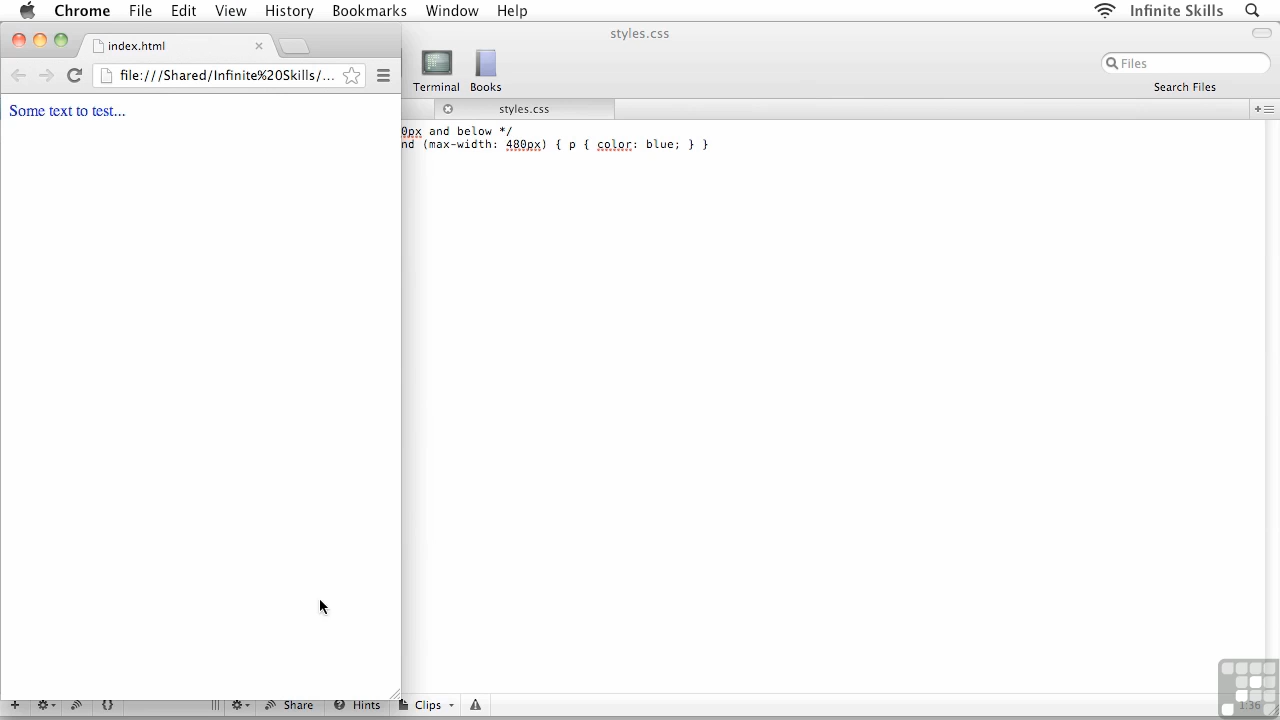 Chrome File Edit View History Bookmarks Window Help Infinite Skills
index.html
styles.css
file:///Shared/Infinite%20Skills/...
Files
Terminal Books Search Files
styles.css
Some text to test...
0px and below */
nd (max-width: 480px) { p { color: blue; } }
Share Hints Clips 1:36